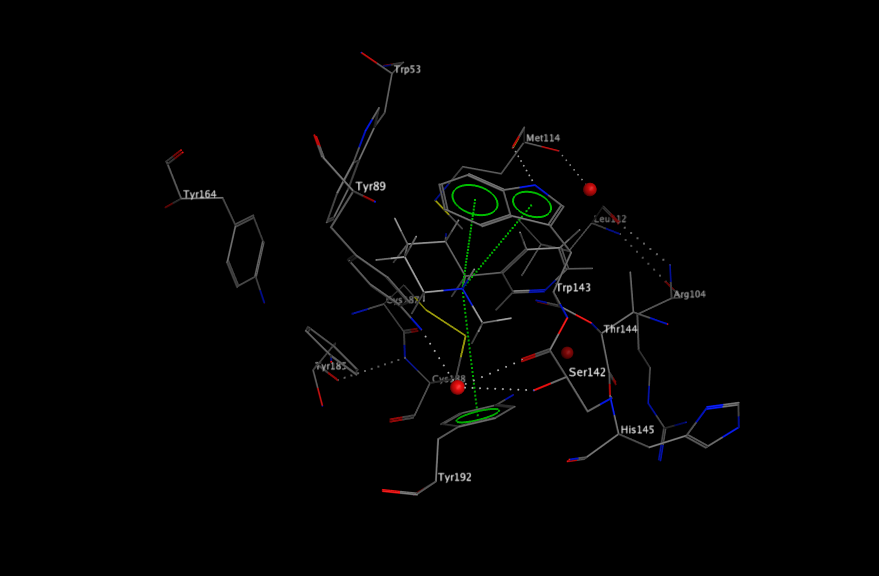 Trp53
Met114
Tyr89
Tyr164
Leu112
Trp143
Arg104
Cys187
Thr144
Tyr185
Ser142
Cys188
His145
Tyr192